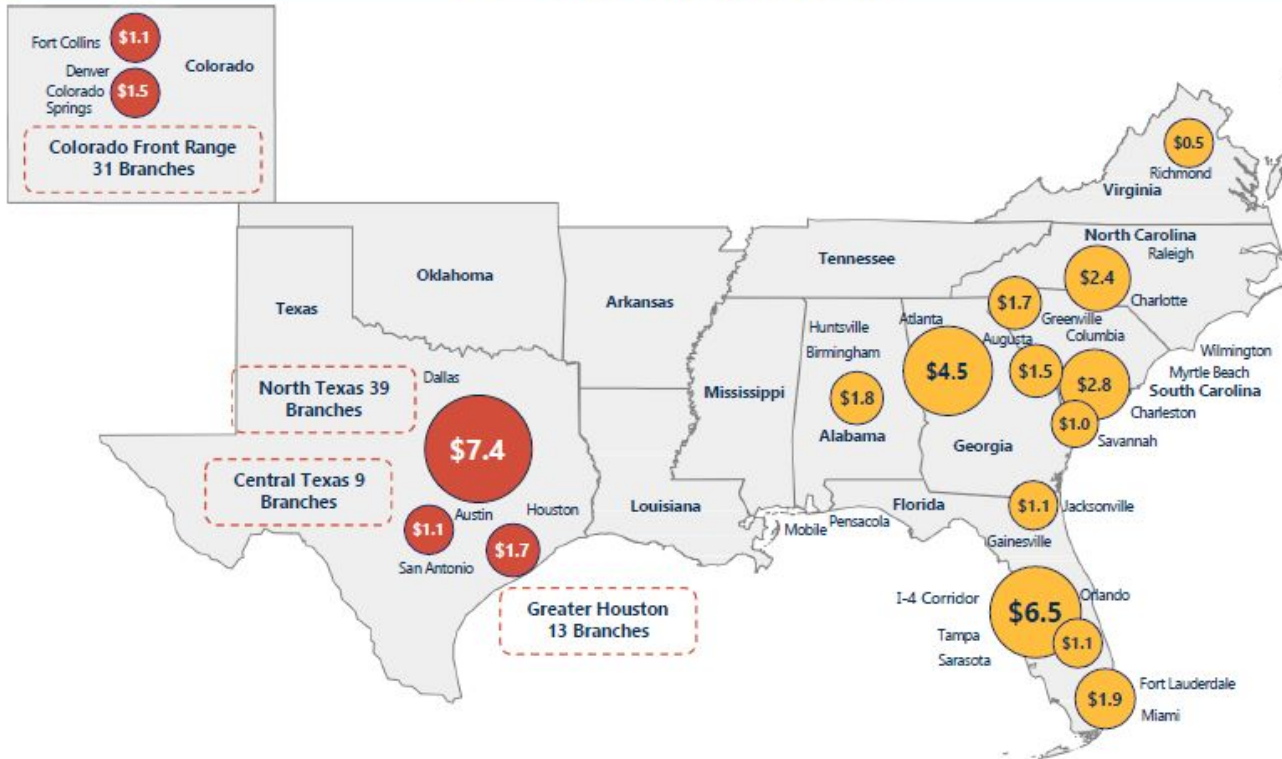 Fort Collins
$1.1
Denver
Colorado
Colorado
Springs
$1.5
Colorado Front Range
31 Branches
$0.5
Richmond
Virginia
North Carolina
Raleigh
Tennessee
$2.4
Charlotte
Oklahoma
Arkansas
Texas
$1.7
Greenville
Columbia
Huntsville
Birmingham
Atlanta
Augusta
Wilmington
Myrtle Beach
South Carolina
$4.5
$1.5
$2.8
Charleston
North Texas 39
Branches
Dallas
Mississippi
$1.8
Alabama
$1.0
Savannah
Georgia
$7.4
Central Texas 9
Branches
Austin
Houston
Louisiana
$1.1
$1.7
San Antonio
Mobile
Pensacola
Florida
$1.1
Jacksonville
Gainesville
Greater Houston
13 Branches
I-4 Corridor
$6.5
Orlando
Tampa
Sarasota
$1.1
$1.9
Fort Lauderdale
Miami